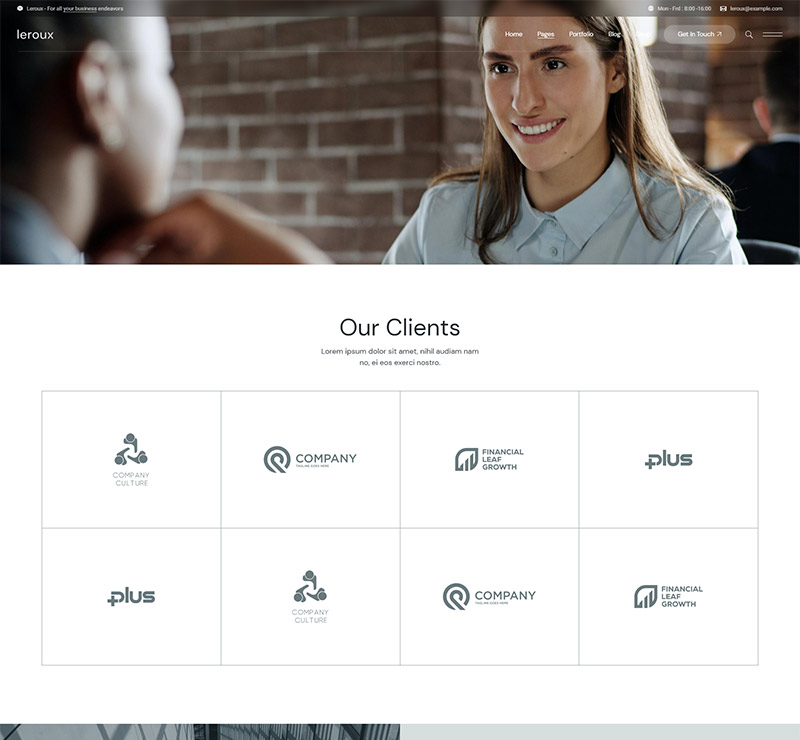 Leroux - For all your business endeavors
Mon - Frd : 8:00 -16:00
leroux@example.com
leroux
Home
Pages
Portfolio
Blog
Get In Touch
Our Clients
Lorem ipsum dolor sit amet, nihil audiam nam
no, ei eos exerci nostro.
COMPANY
CULTURE
COMPANY
TAGLINE GOES HERE
FINANCIAL
LEAF
GROWTH
plus
plus
COMPANY
CULTURE
COMPANY
TAGLINE GOES HERE
FINANCIAL
LEAF
GROWTH